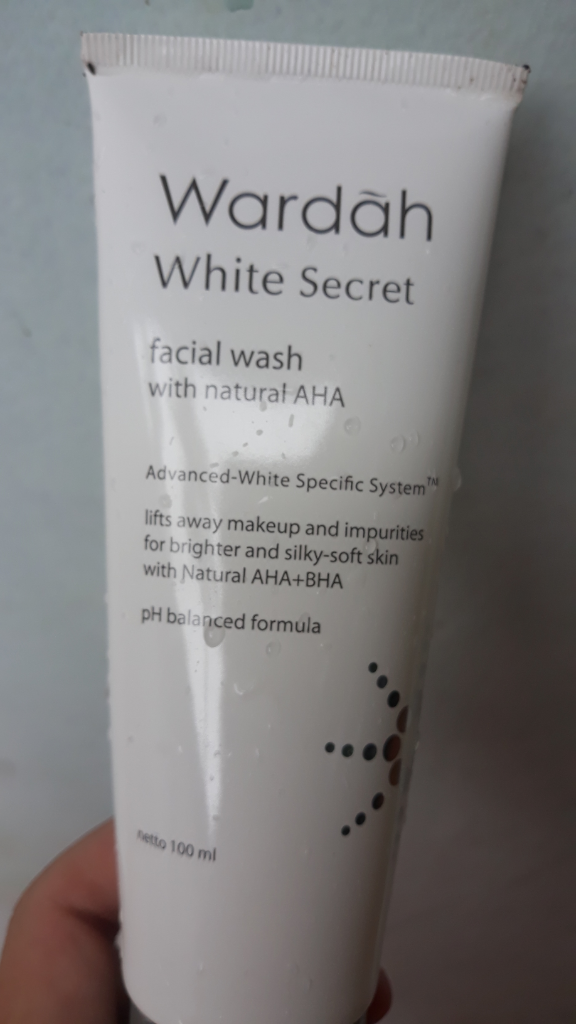 Wardāh
White Secret
facial wash
with natural AHA
Advanced-White Specific System™
lifts away makeup and impurities
for brighter and silky-soft skin
with Natural AHA+BHA
pH balanced formula
netto 100 ml